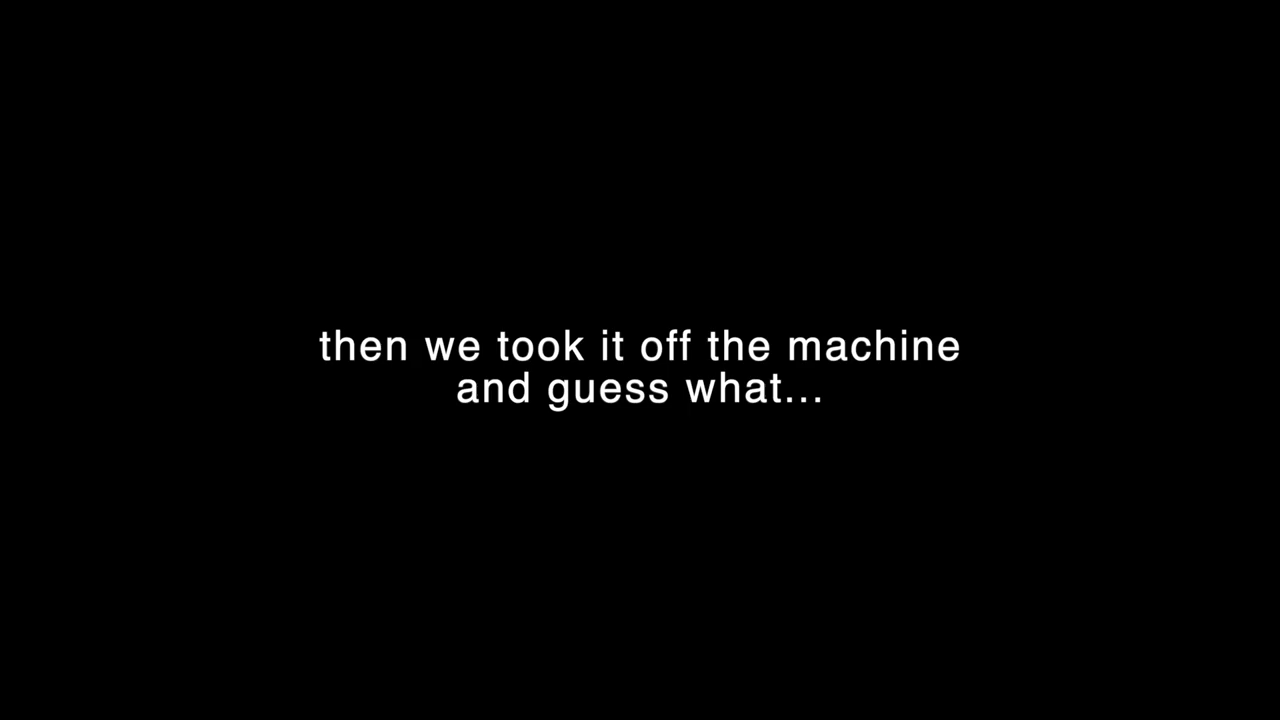 then we took it off the machine
and guess what...